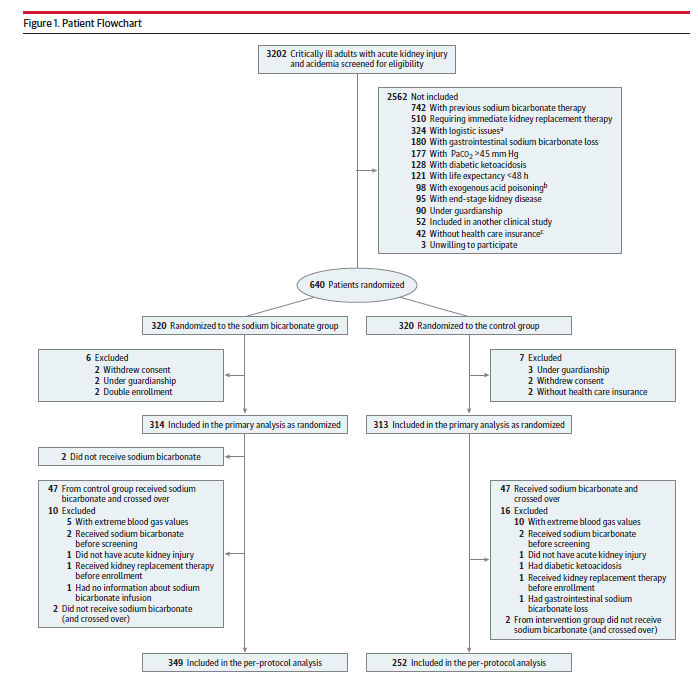 Figure 1. Patient Flowchart
3202 Critically ill adults with acute kidney injury
and acidemia screened for eligibility
2562 Not included
742 With previous sodium bicarbonate therapy
510 Requiring immediate kidney replacement therapy
324 With logistic issuesᵃ
180 With gastrointestinal sodium bicarbonate loss
177 With PaCO₂ >45 mm Hg
128 With diabetic ketoacidosis
121 With life expectancy <48 h
98 With exogenous acid poisoningᵇ
95 With end-stage kidney disease
90 Under guardianship
52 Included in another clinical study
42 Without health care insuranceᶜ
3 Unwilling to participate
640 Patients randomized
320 Randomized to the sodium bicarbonate group
320 Randomized to the control group
6 Excluded
2 Withdrew consent
2 Under guardianship
2 Double enrollment
7 Excluded
3 Under guardianship
2 Withdrew consent
2 Without health care insurance
314 Included in the primary analysis as randomized
313 Included in the primary analysis as randomized
2 Did not receive sodium bicarbonate
47 From control group received sodium
bicarbonate and crossed over
10 Excluded
5 With extreme blood gas values
2 Received sodium bicarbonate
before screening
1 Did not have acute kidney injury
1 Received kidney replacement therapy
before enrollment
1 Had no information about sodium
bicarbonate infusion
2 Did not receive sodium bicarbonate
(and crossed over)
47 Received sodium bicarbonate and
crossed over
16 Excluded
10 With extreme blood gas values
2 Received sodium bicarbonate
before screening
1 Did not have acute kidney injury
1 Had diabetic ketoacidosis
1 Received kidney replacement therapy
before enrollment
1 Had gastrointestinal sodium
bicarbonate loss
2 From intervention group did not receive
sodium bicarbonate (and crossed over)
349 Included in the per-protocol analysis
252 Included in the per-protocol analysis